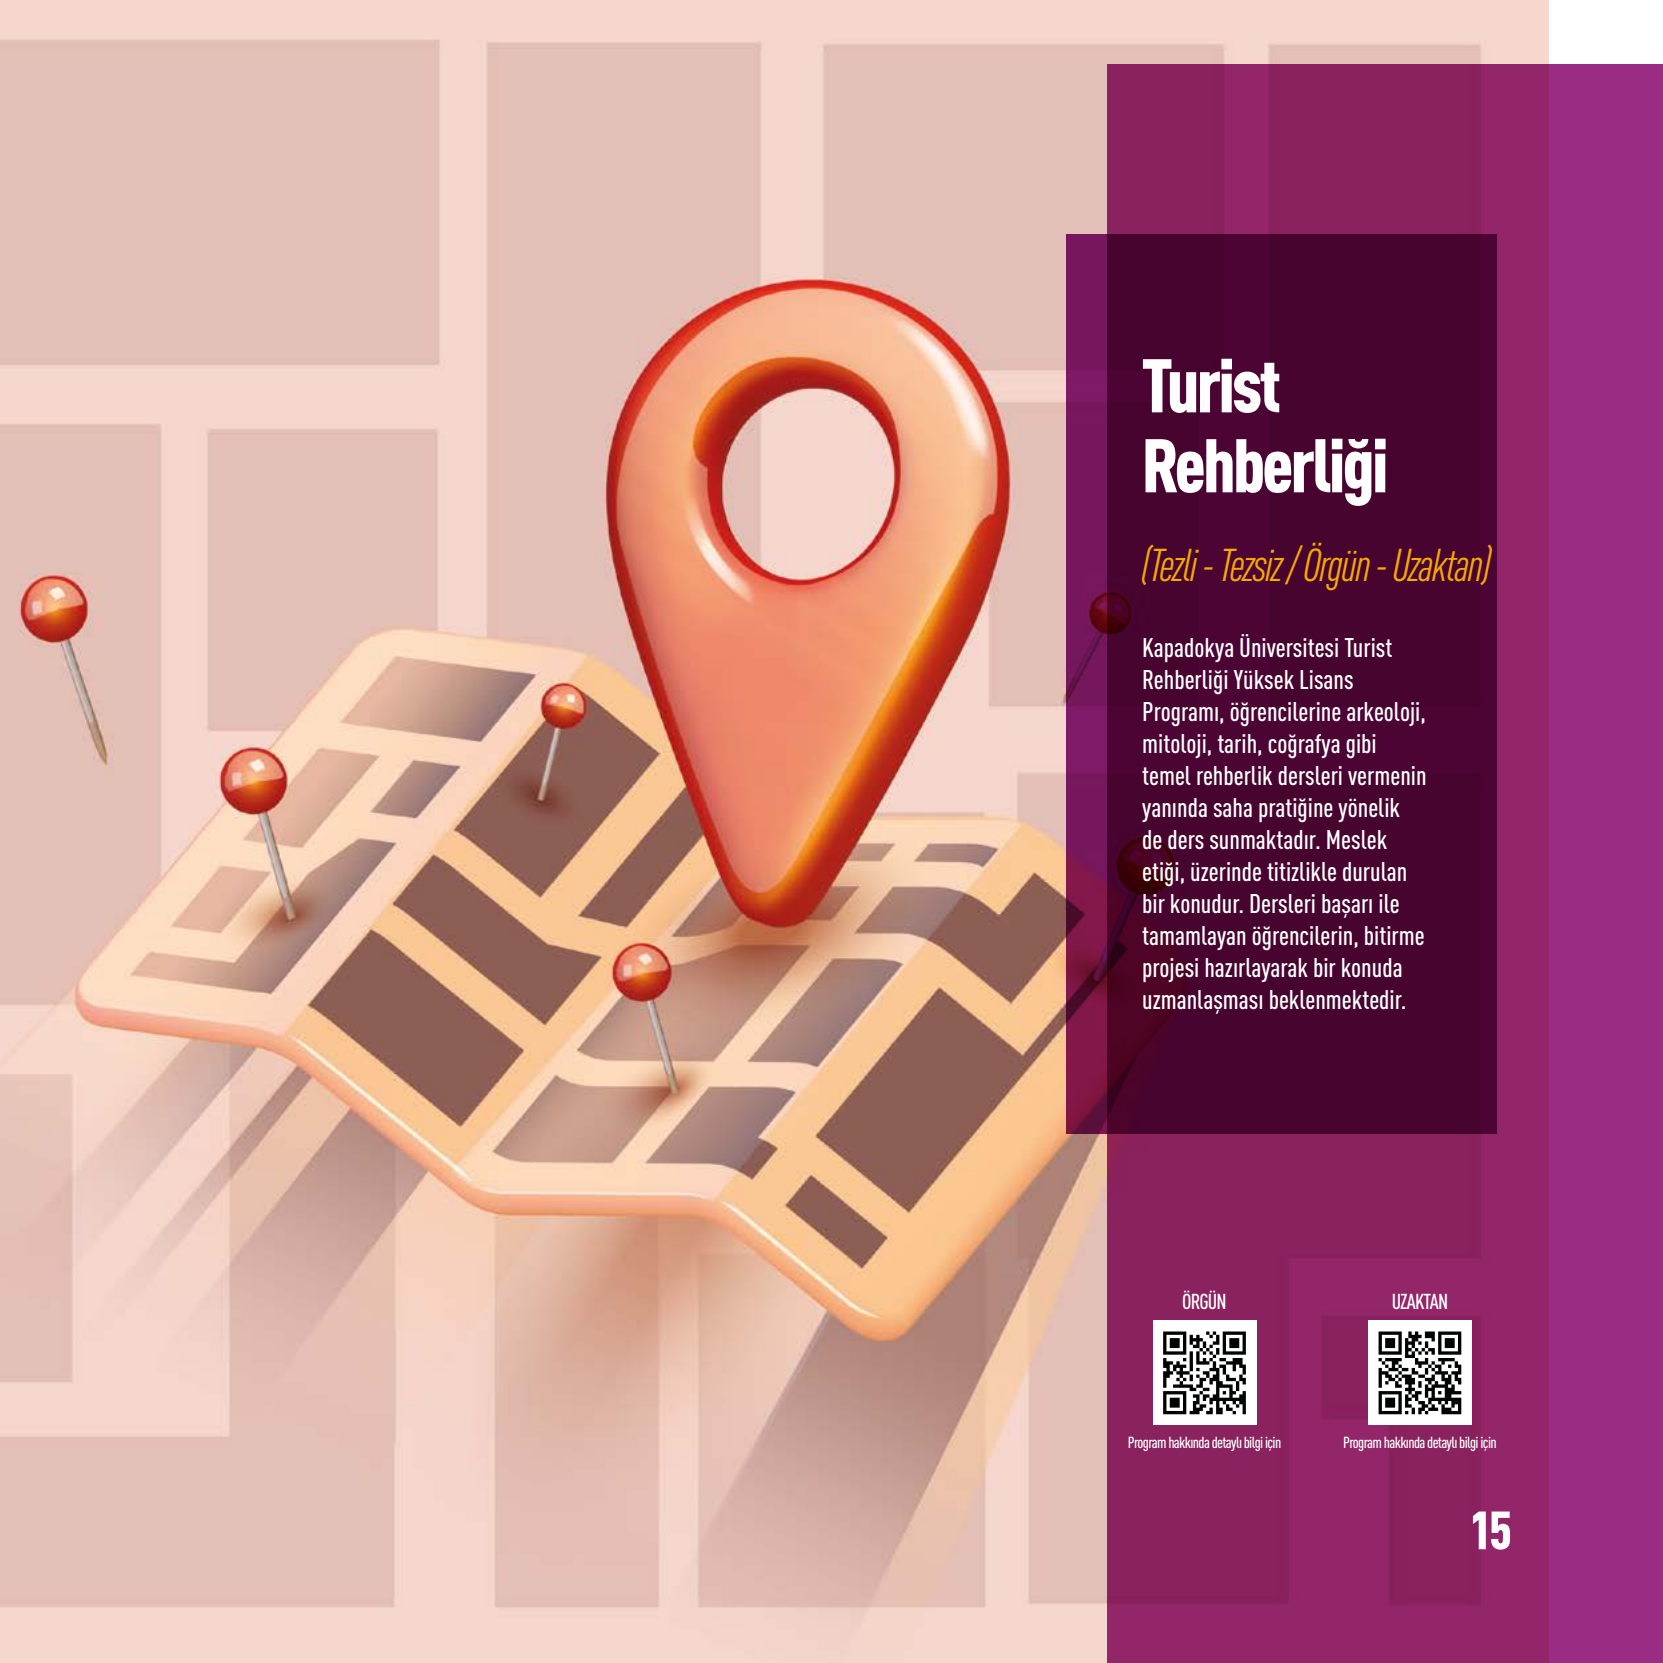 Turist
Rehberliği
(Tezli - Tezsiz / Örgün - Uzaktan)
Kapadokya Üniversitesi Turist
Rehberliği Yüksek Lisans
Programı, öğrencilerine arkeoloji,
mitoloji, tarih, coğrafya gibi
temel rehberlik dersleri vermenin
yanında saha pratiğine yönelik
de ders sunmaktadır. Meslek
etiği, üzerinde titizlikle durulan
bir konudur. Dersleri başarı ile
tamamlayan öğrencilerin, bitirme
projesi hazırlayarak bir konuda
uzmanlaşması beklenmektedir.
ÖRGÜN
Program hakkında detaylı bilgi için
UZAKTAN
Program hakkında detaylı bilgi için
15